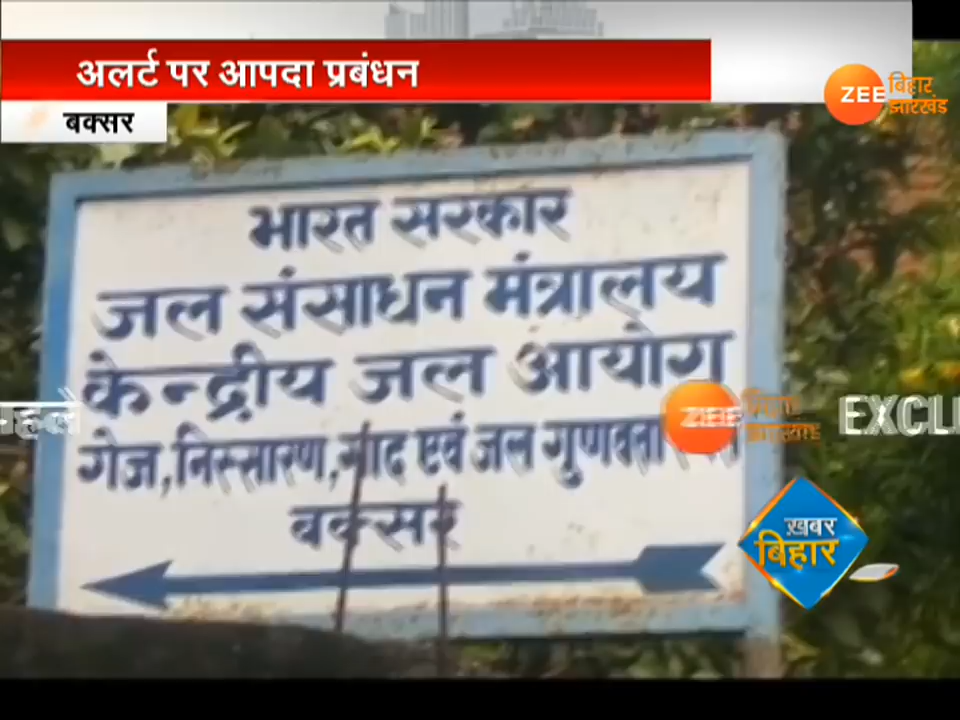 अलर्ट पर आपदा प्रबंधन
ZEE बिहार झारखंड
बक्सर
भारत सरकार
जल संसाधन मंत्रालय
केन्द्रीय जल आयोग
गेज, निस्सारण, गाद एवं जल गुणवत्ता
बक्सर
EXCL
ZEE
ख़बर
बिहार